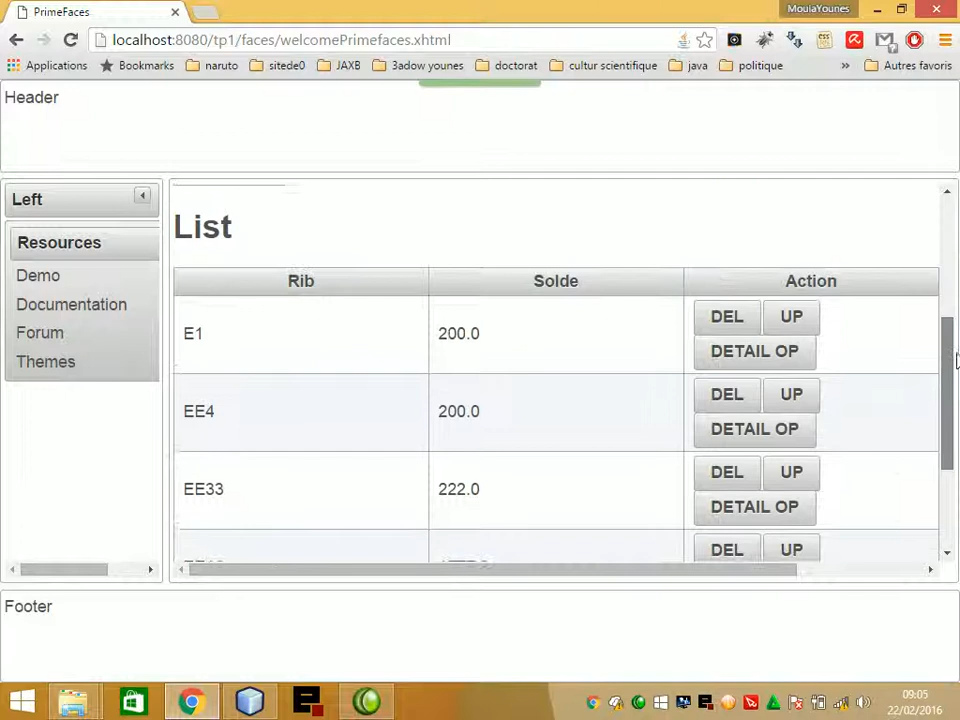 PrimeFaces
MoulaYounes
localhost:8080/tp1/faces/welcomePrimefaces.xhtml
Applications
Bookmarks
naruto
sitede0
JAXB
3adow younes
doctorat
cultur scientifique
java
politique
»
Autres favoris
Header
Left
Resources
Demo
Documentation
Forum
Themes
List
Rib Solde Action
E1 200.0 DEL UP
DETAIL OP
EE4 200.0 DEL UP
DETAIL OP
EE33 222.0 DEL UP
DETAIL OP
DEL UP
Footer
09:05
22/02/2016